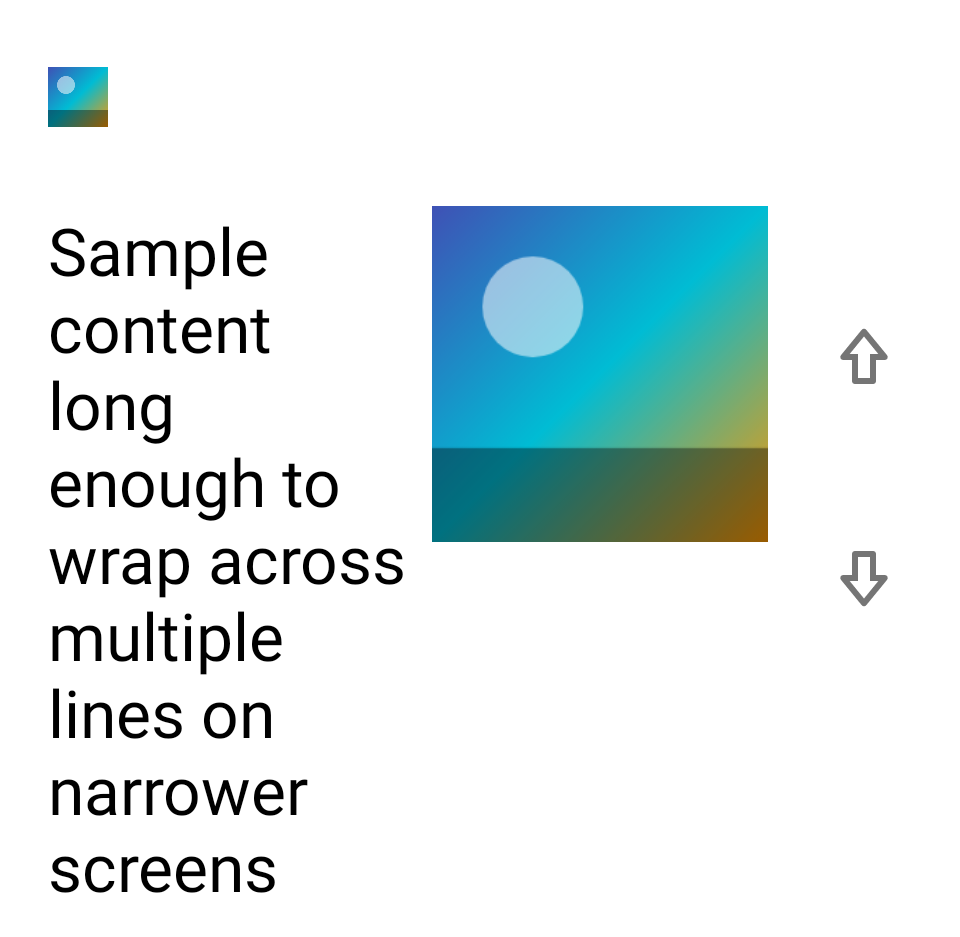 Sample
content
long
enough to
wrap across
multiple
lines on
narrower
screens